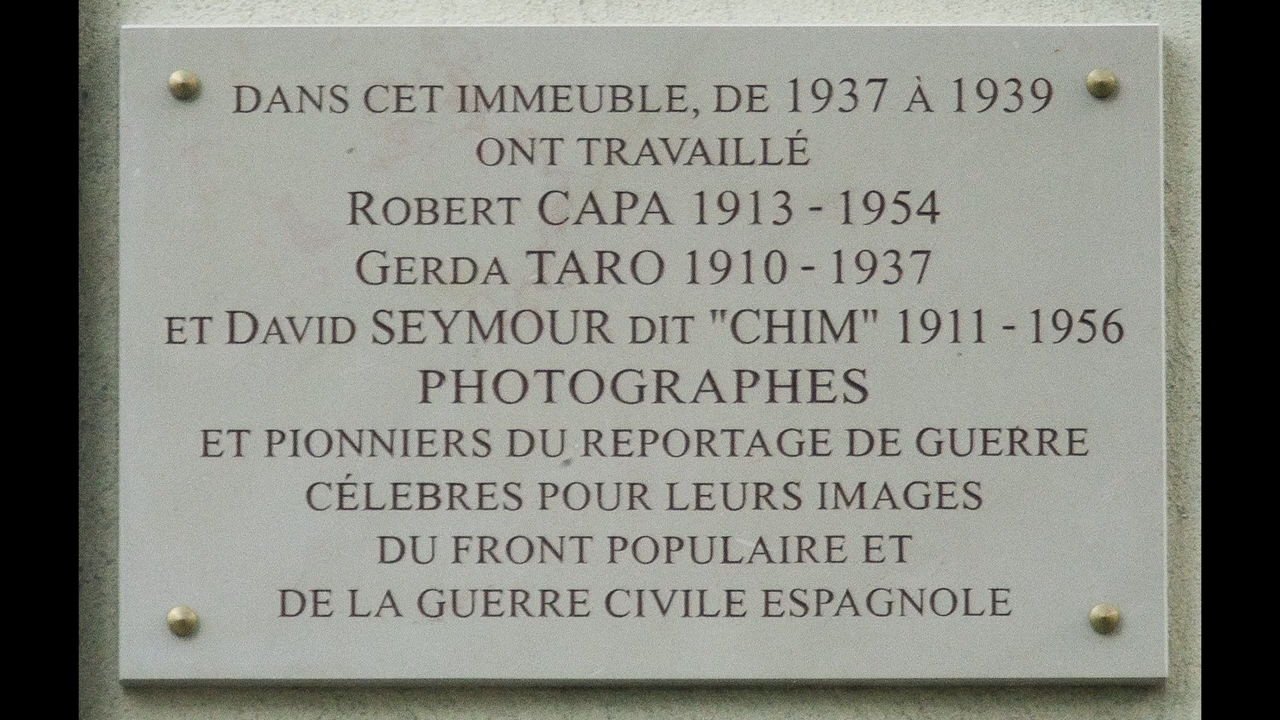 DANS CET IMMEUBLE, DE 1937 À 1939
ONT TRAVAILLÉ
ROBERT CAPA 1913 - 1954
GERDA TARO 1910 - 1937
ET DAVID SEYMOUR DIT "CHIM" 1911 - 1956
PHOTOGRAPHES
ET PIONNIERS DU REPORTAGE DE GUERRE
CÉLEBRES POUR LEURS IMAGES
DU FRONT POPULAIRE ET
DE LA GUERRE CIVILE ESPAGNOLE